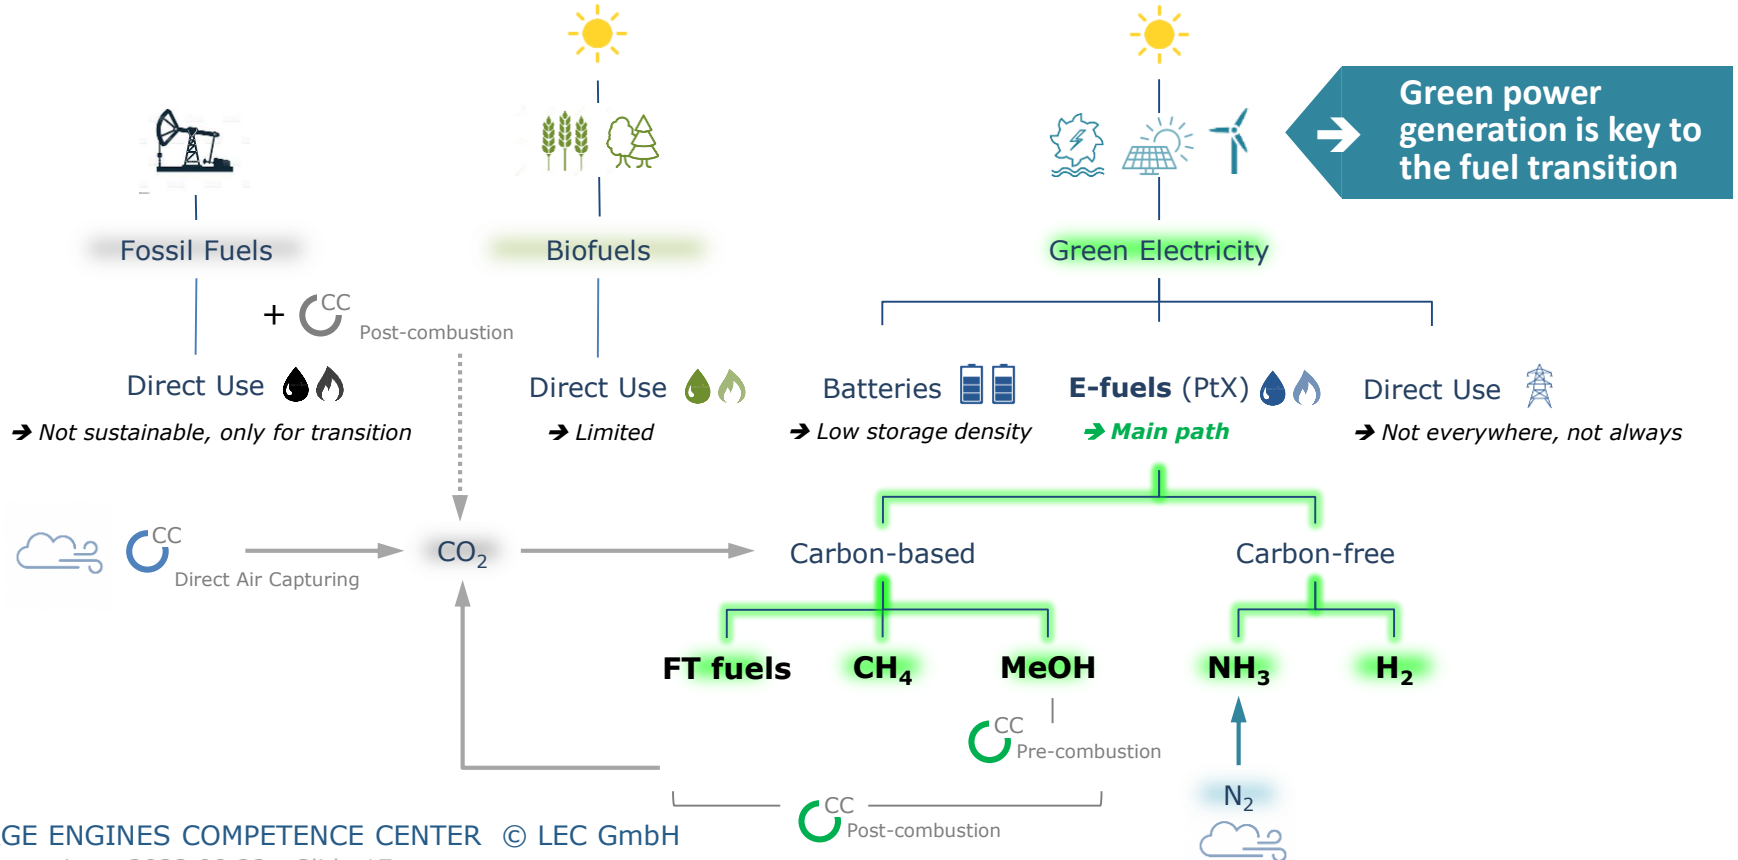 Green power
generation is key to
the fuel transition
Fossil Fuels
Biofuels
Green Electricity
+ CC
Post-combustion
Direct Use
Direct Use
Batteries
E-fuels (PtX)
Direct Use
➔ Not sustainable, only for transition
➔ Limited
➔ Low storage density
➔ Main path
➔ Not everywhere, not always
CC
Direct Air Capturing
CO₂
Carbon-based
Carbon-free
FT fuels
CH₄
MeOH
NH₃
H₂
CC
Pre-combustion
N₂
CC
Post-combustion
GE ENGINES COMPETENCE CENTER © LEC GmbH